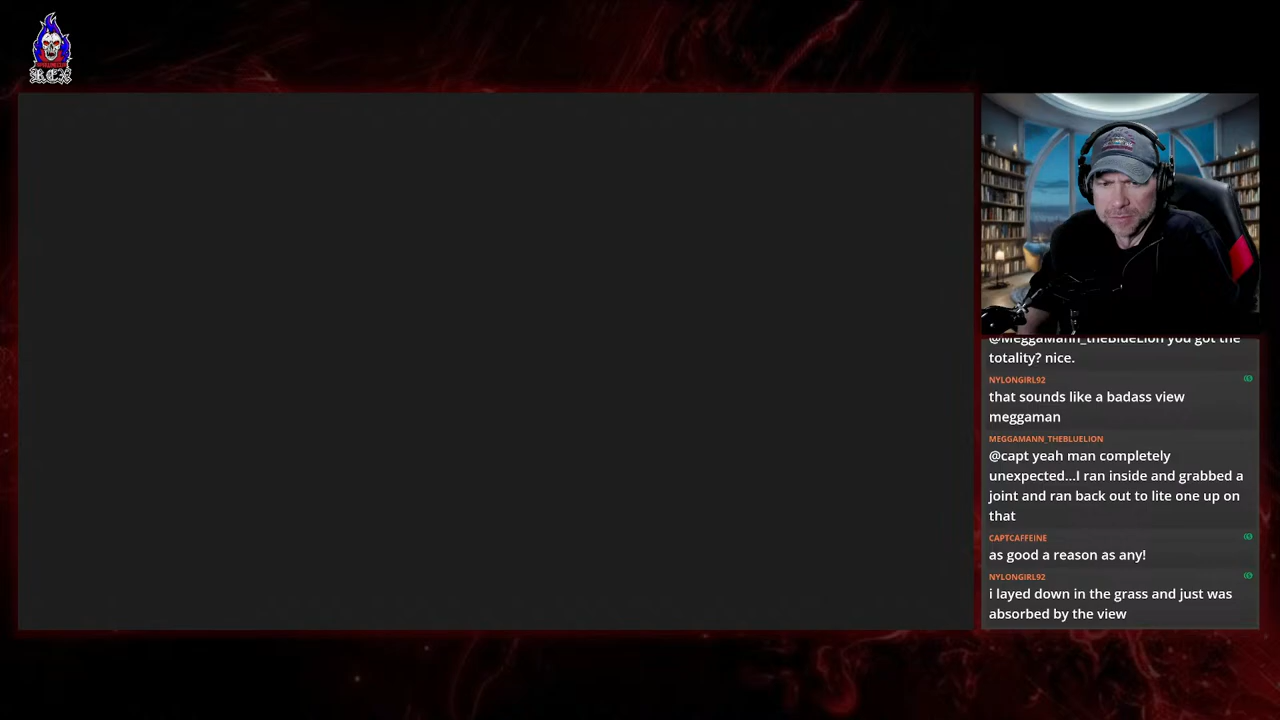 REX
@MeggaMann_theBlueLion you got the
totality? nice.
NYLONGIRL92
that sounds like a badass view
meggaman
MEGGAMANN_THEBLUELION
@capt yeah man completely
unexpected...I ran inside and grabbed a
joint and ran back out to lite one up on
that
CAPTCAFFEINE
as good a reason as any!
NYLONGIRL92
i layed down in the grass and just was
absorbed by the view